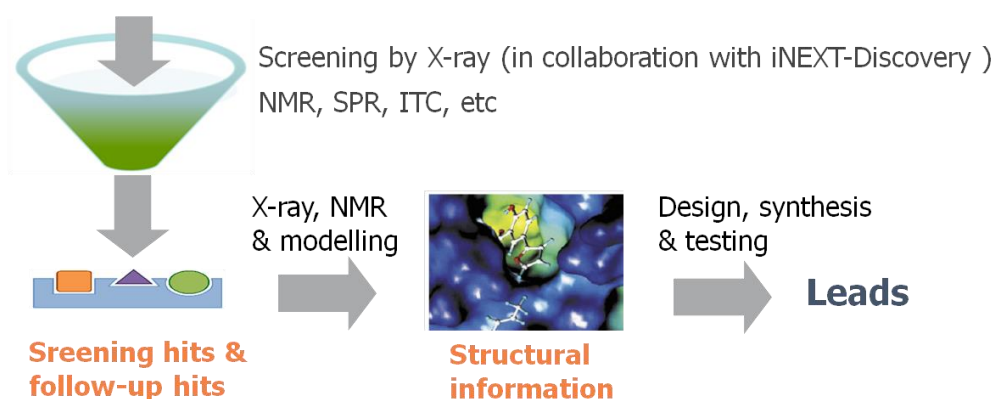 Screening by X-ray (in collaboration with iNEXT-Discovery )
NMR, SPR, ITC, etc
X-ray, NMR
& modelling
Design, synthesis
& testing
Leads
Sreening hits &
follow-up hits
Structural
information